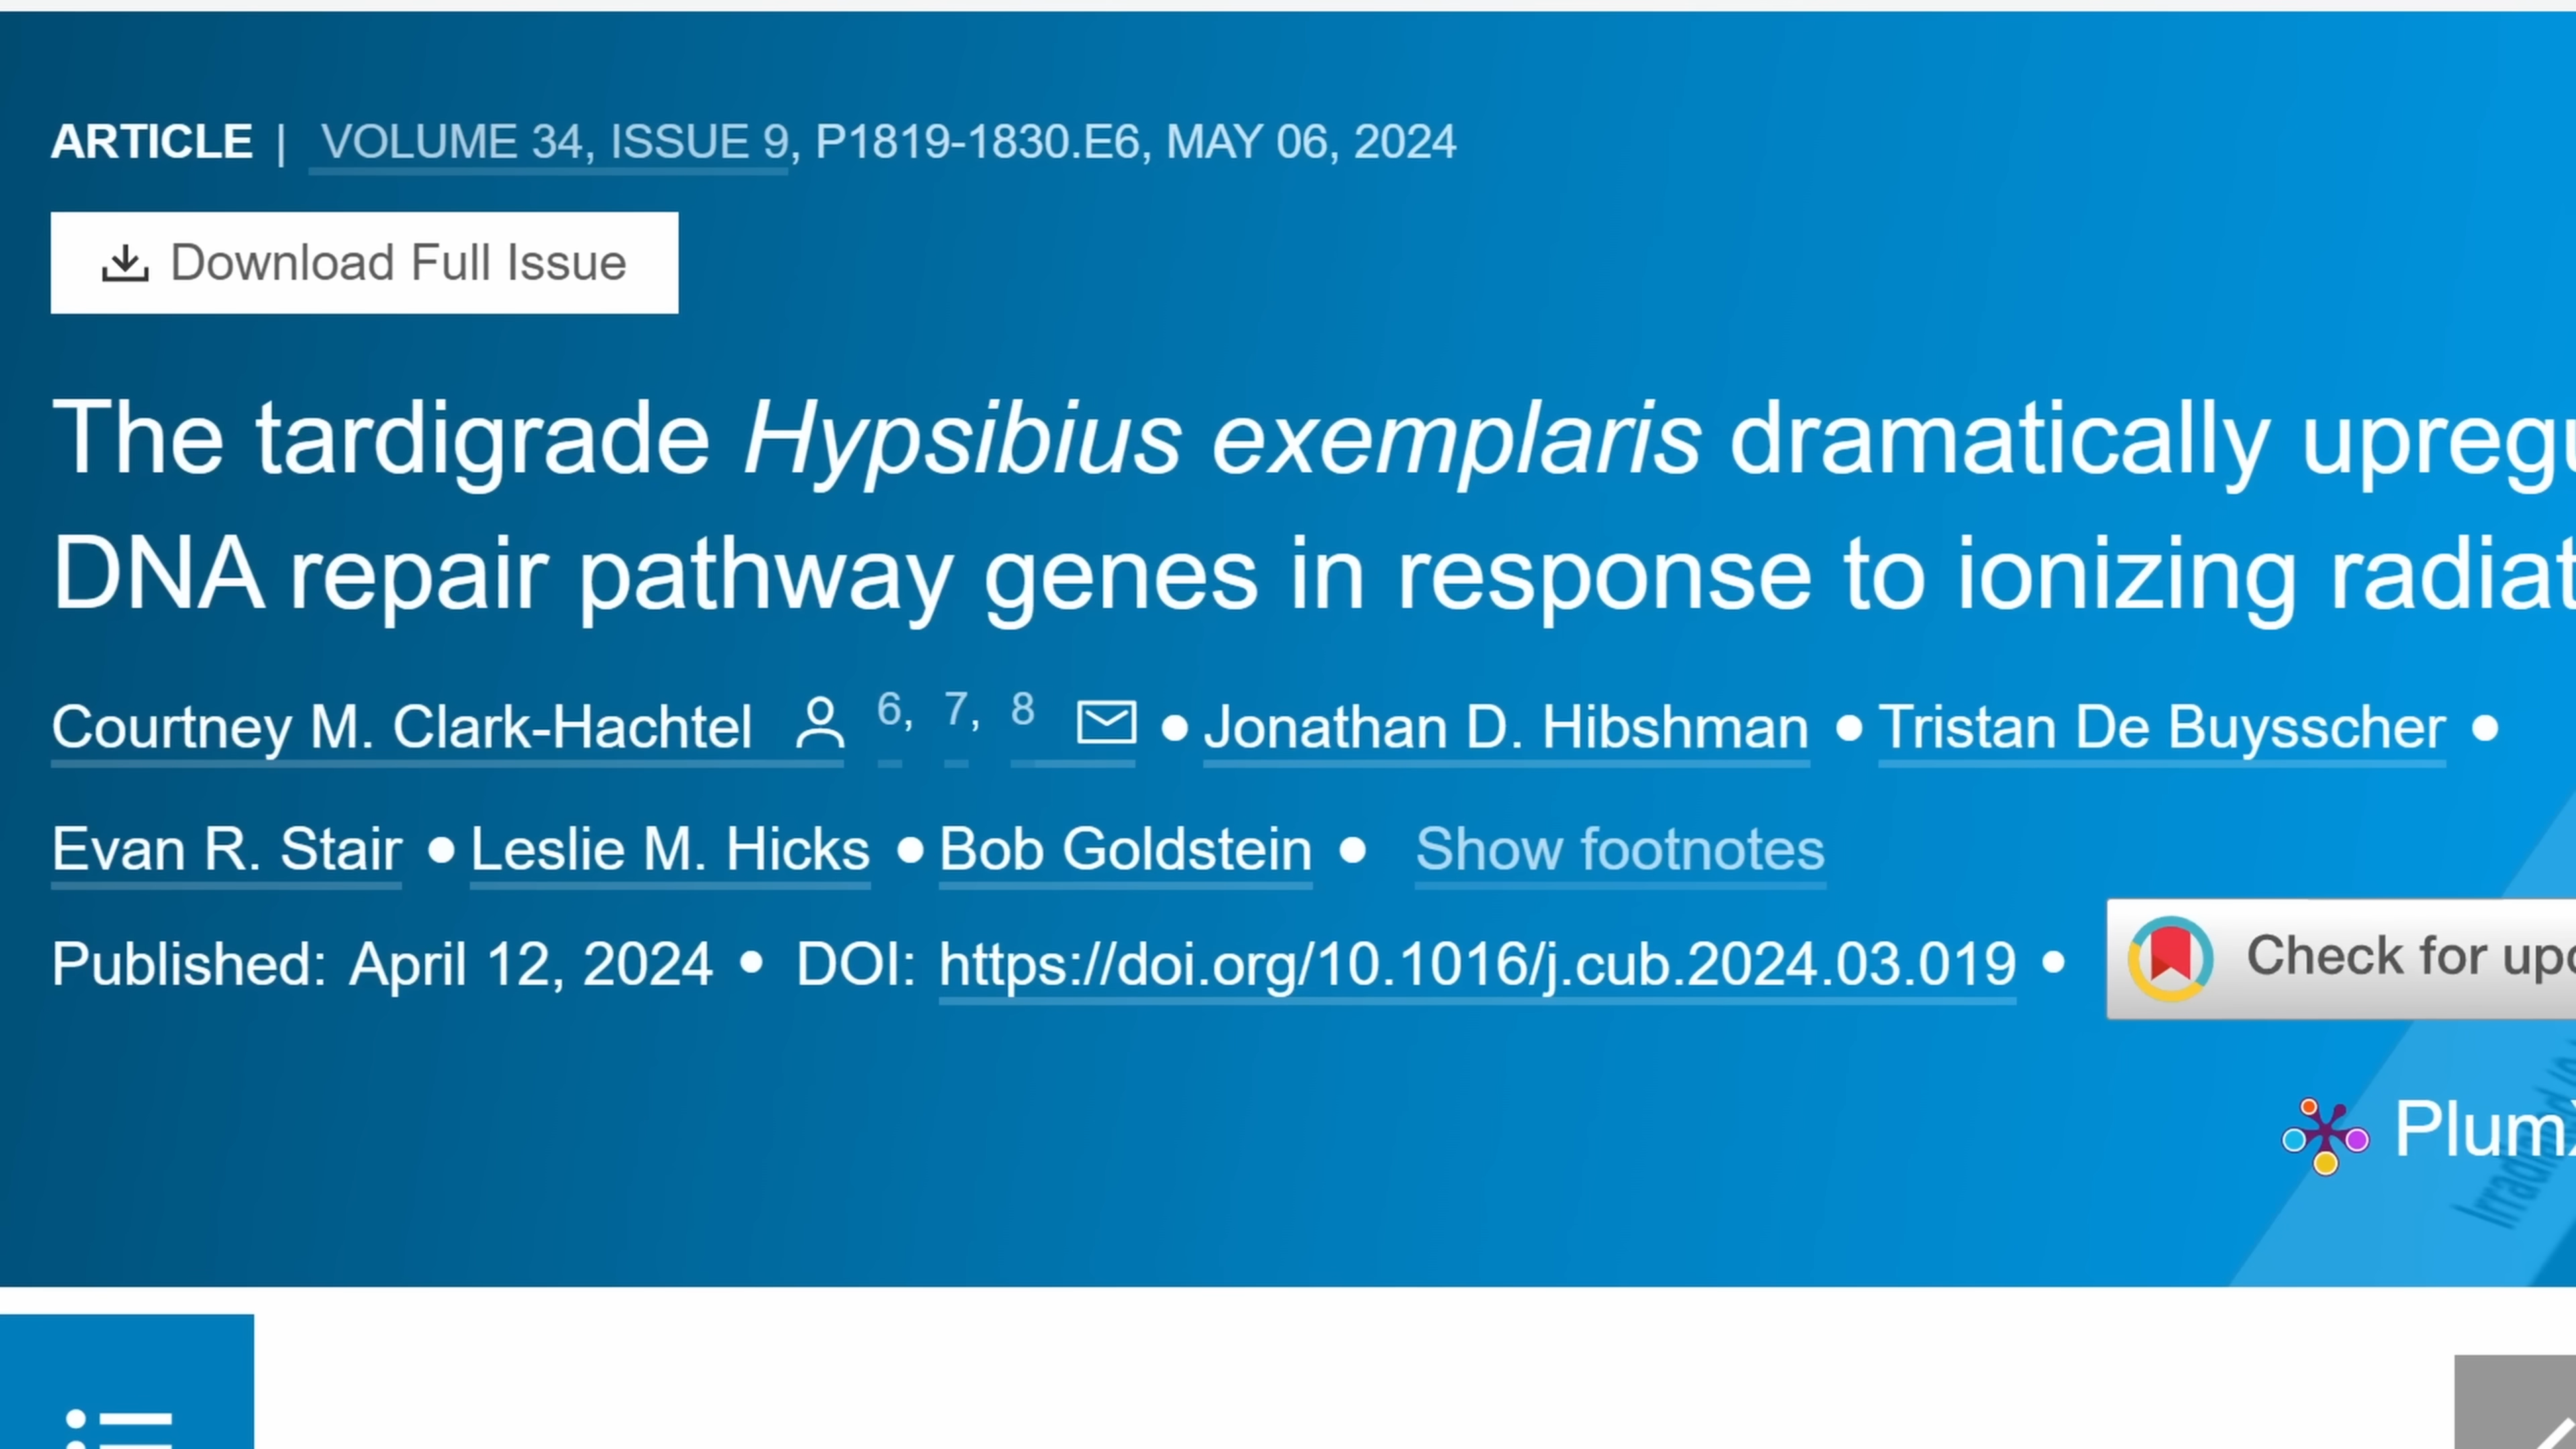 ARTICLE | VOLUME 34, ISSUE 9, P1819-1830.E6, MAY 06, 2024
Download Full Issue
The tardigrade Hypsibius exemplaris dramatically upregu
DNA repair pathway genes in response to ionizing radiat
Courtney M. Clark-Hachtel 6, 7, 8 • Jonathan D. Hibshman • Tristan De Buysscher •
Evan R. Stair • Leslie M. Hicks • Bob Goldstein • Show footnotes
Published: April 12, 2024 • DOI: https://doi.org/10.1016/j.cub.2024.03.019 •
Check for upd
PlumX
Irradiated